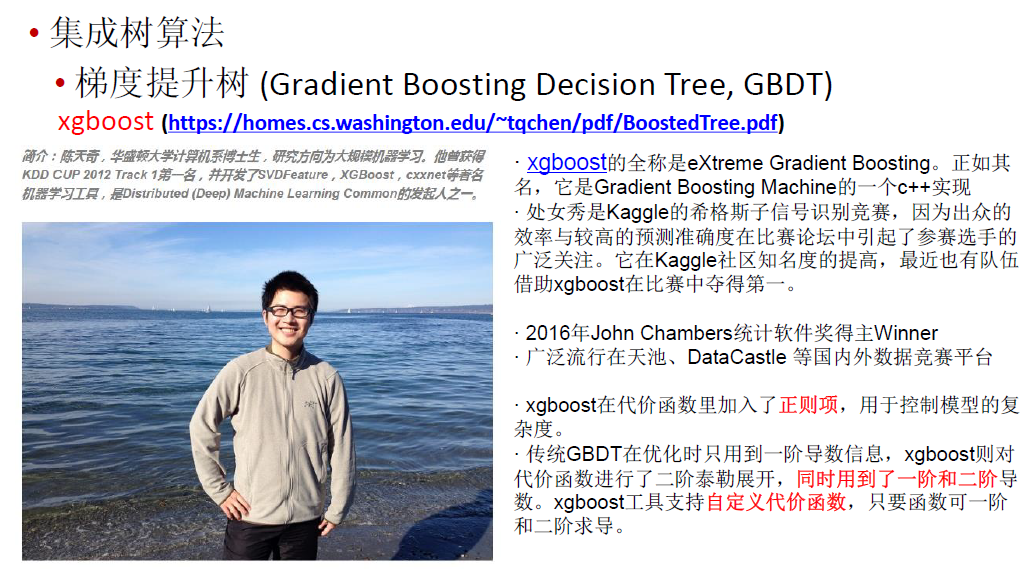 • 集成树算法
• 梯度提升树 (Gradient Boosting Decision Tree, GBDT)
xgboost (https://homes.cs.washington.edu/~tqchen/pdf/BoostedTree.pdf)
简介：陈天奇，华盛顿大学计算机系博士生，研究方向为大规模机器学习。他曾获得
KDD CUP 2012 Track 1第一名，并开发了SVDFeature，XGBoost，cxxnet等著名
机器学习工具，是Distributed (Deep) Machine Learning Common的发起人之一。
· xgboost的全称是eXtreme Gradient Boosting。正如其
名，它是Gradient Boosting Machine的一个c++实现
· 处女秀是Kaggle的希格斯子信号识别竞赛，因为出众的
效率与较高的预测准确度在比赛论坛中引起了参赛选手的
广泛关注。它在Kaggle社区知名度的提高，最近也有队伍
借助xgboost在比赛中夺得第一。
· 2016年John Chambers统计软件奖得主Winner
· 广泛流行在天池、DataCastle 等国内外数据竞赛平台
· xgboost在代价函数里加入了正则项，用于控制模型的复
杂度。
· 传统GBDT在优化时只用到一阶导数信息，xgboost则对
代价函数进行了二阶泰勒展开，同时用到了一阶和二阶导
数。xgboost工具支持自定义代价函数，只要函数可一阶
和二阶求导。